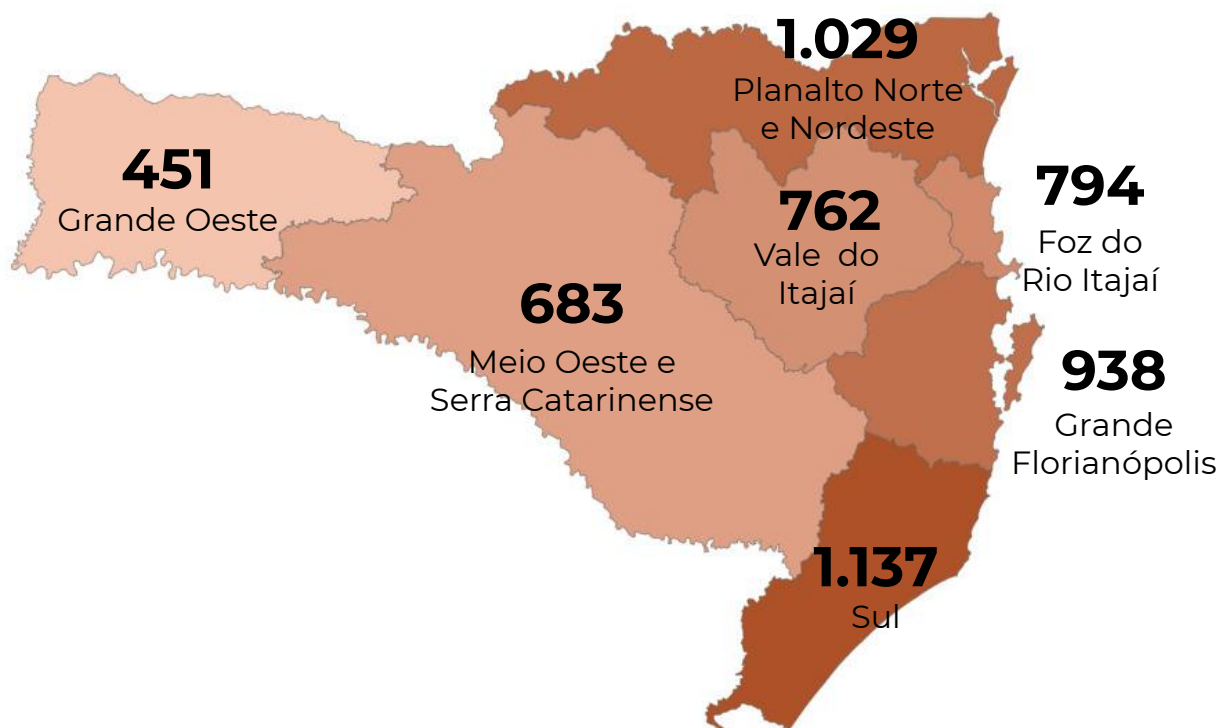 1.029
Planalto Norte
e Nordeste
451
Grande Oeste
762
Vale do
Itajaí
794
Foz do
Rio Itajaí
683
Meio Oeste e
Serra Catarinense
938
Grande
Florianópolis
1.137
Sul